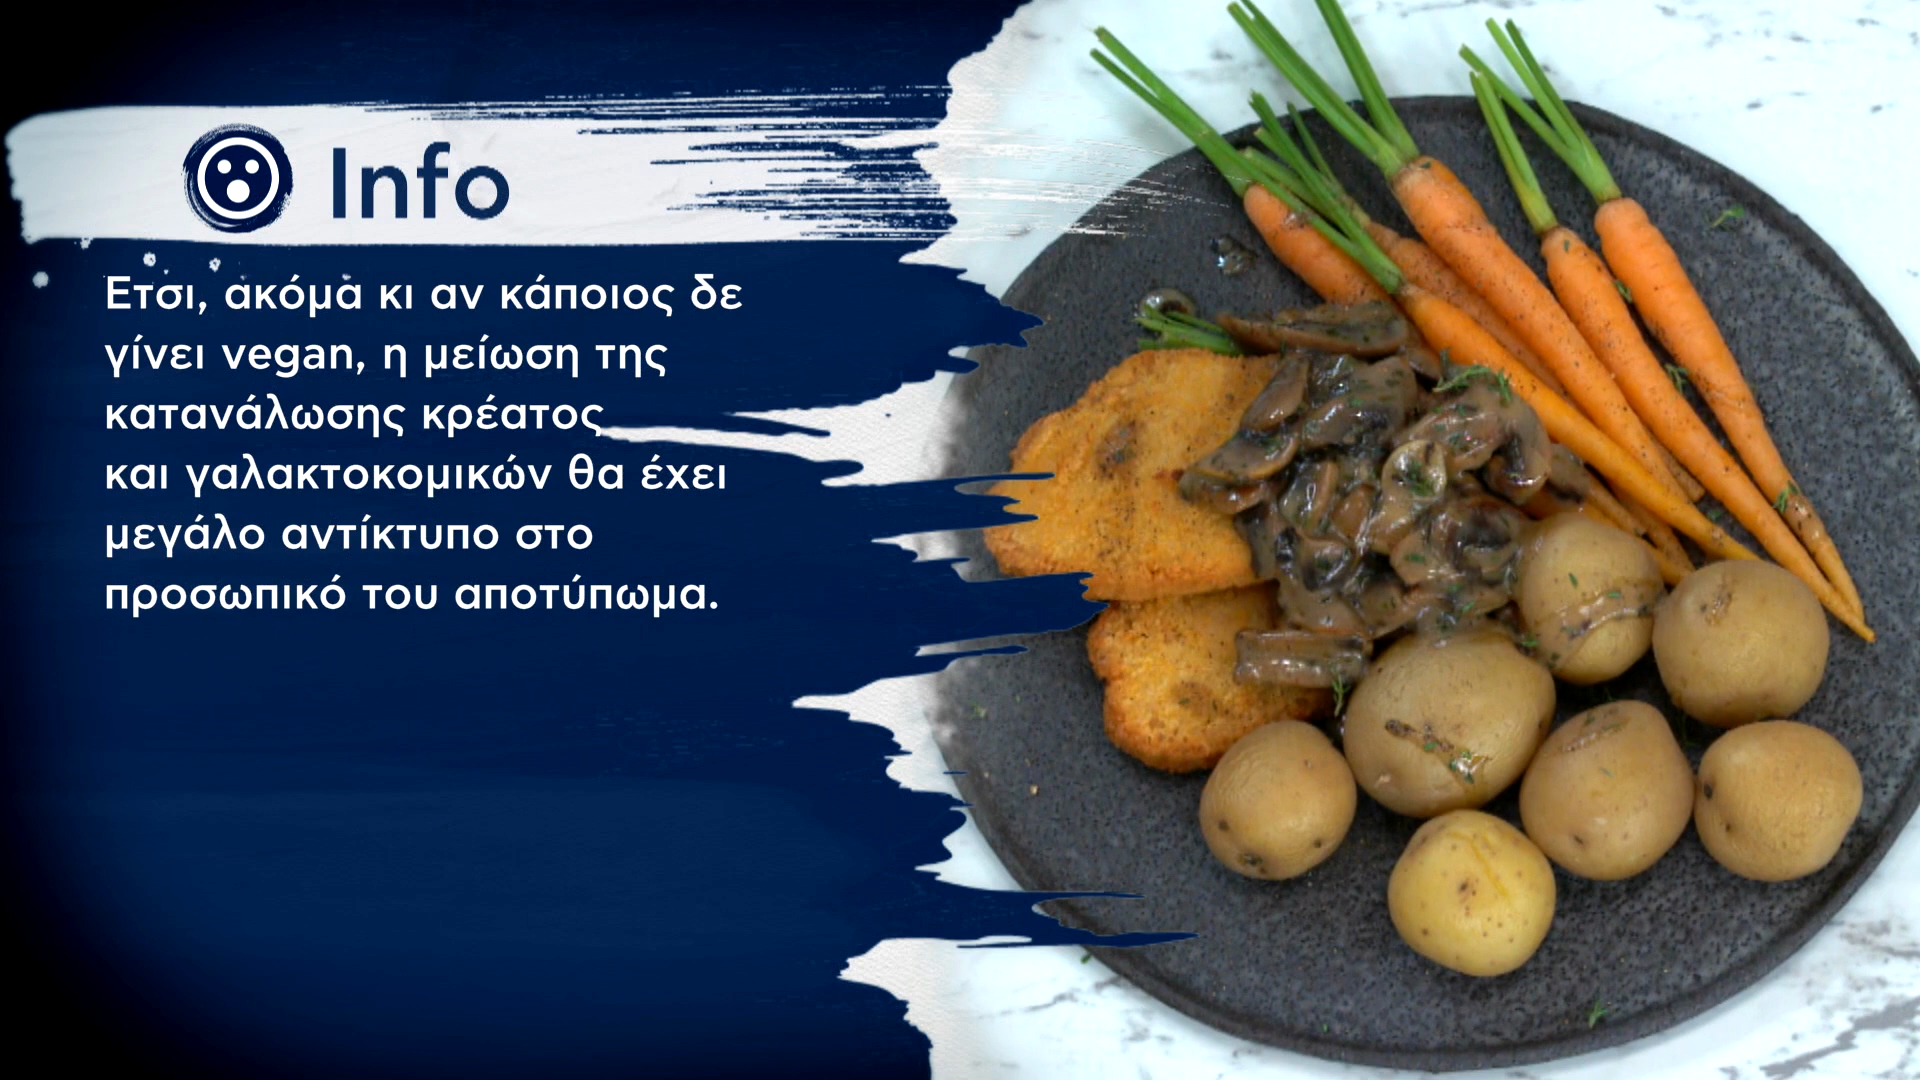 Info
Ετσι, ακόμα κι αν κάποιος δε
γίνει vegan, η μείωση της
κατανάλωσης κρέατος
και γαλακτοκομικών θα έχει
μεγάλο αντίκτυπο στο
προσωπικό του αποτύπωμα.